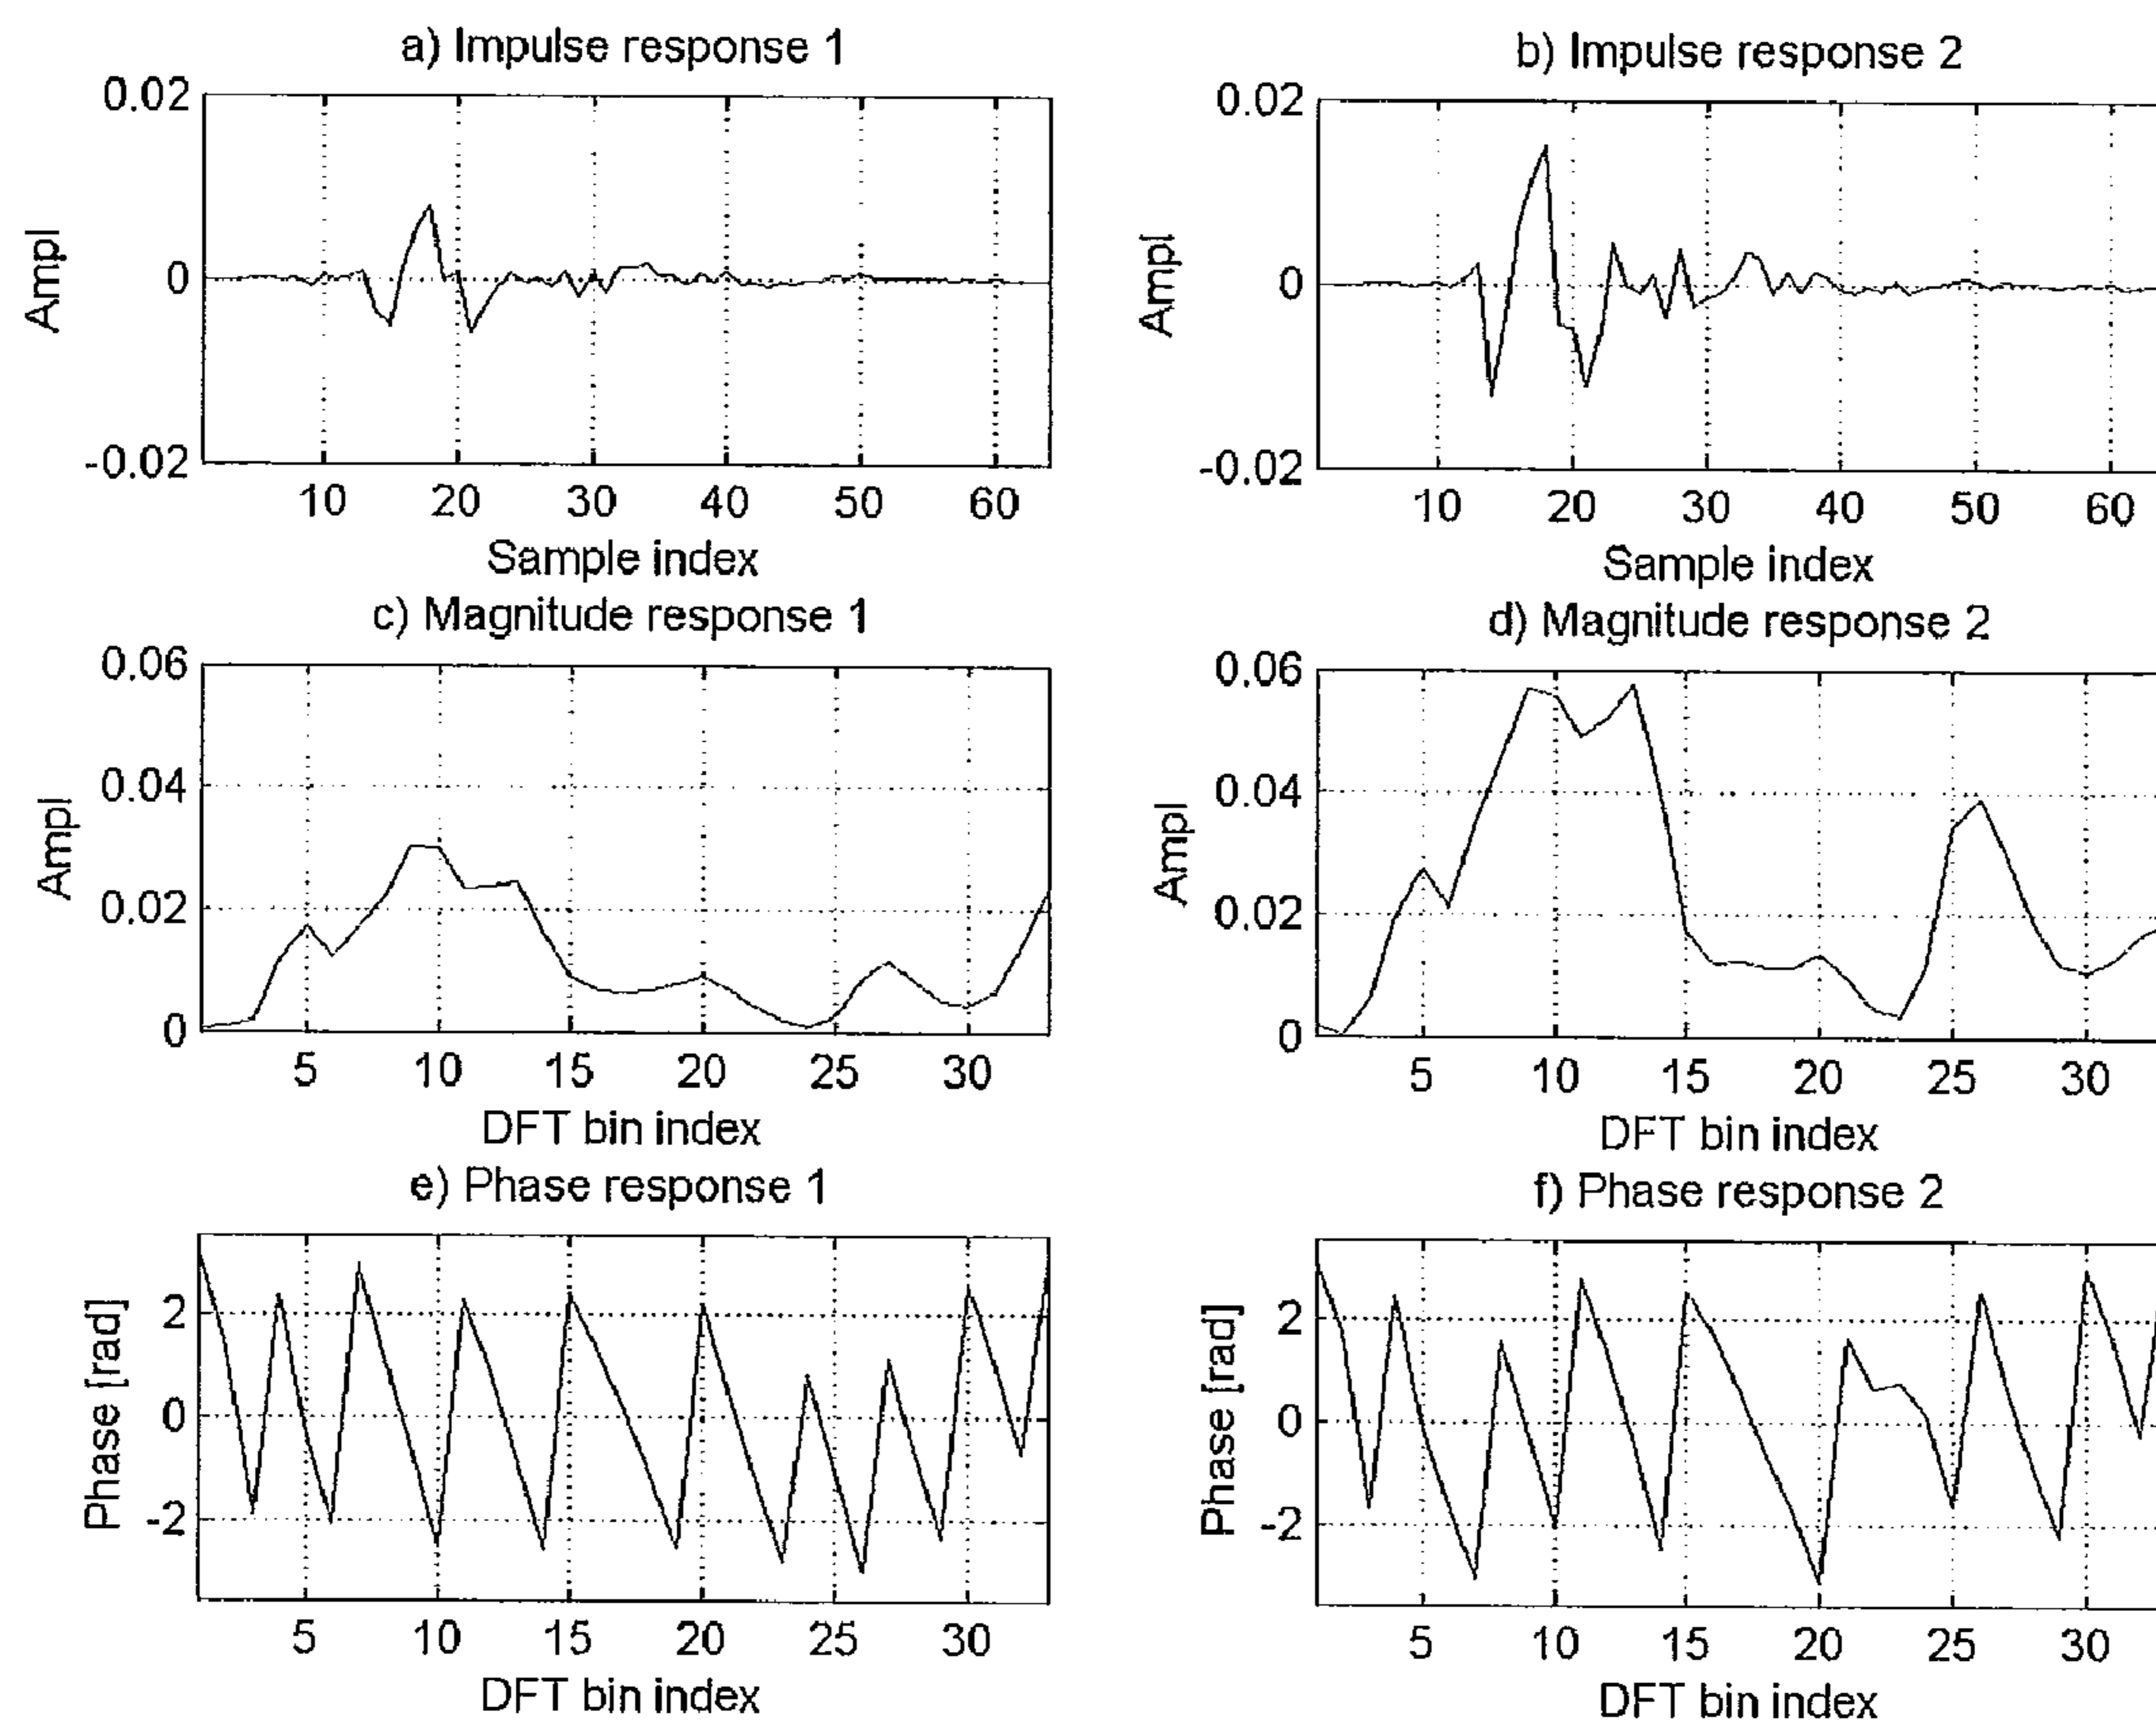 a) Impulse response 1
0.02
0
-0.02
Ampl
10 20 30 40 50 60
Sample index
b) Impulse response 2
0.02
0
-0.02
Ampl
10 20 30 40 50 60
Sample index
c) Magnitude response 1
0.06
0.04
0.02
0
Ampl
5 10 15 20 25 30
DFT bin index
d) Magnitude response 2
0.06
0.04
0.02
0
Ampl
5 10 15 20 25 30
DFT bin index
e) Phase response 1
2
0
-2
Phase [rad]
5 10 15 20 25 30
DFT bin index
f) Phase response 2
2
0
-2
Phase [rad]
5 10 15 20 25 30
DFT bin index